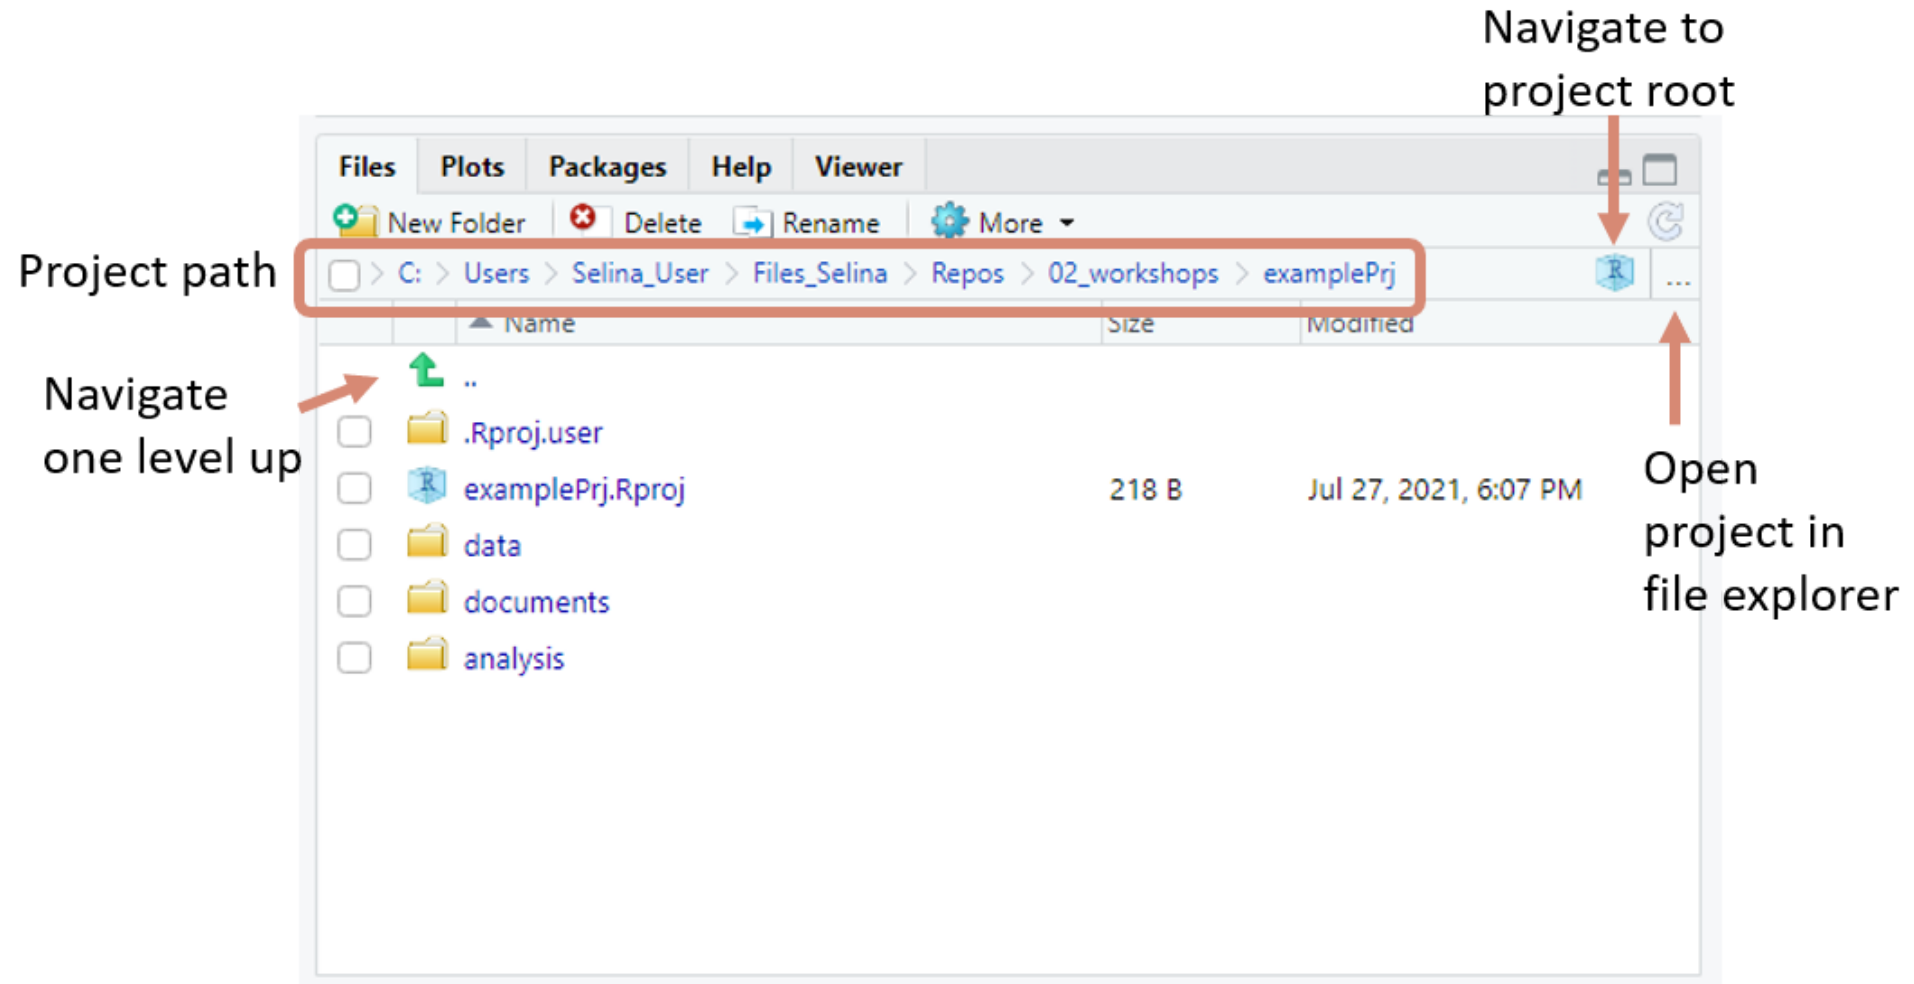 Navigate to
project root
Files Plots Packages Help Viewer
New Folder Delete Rename More
Project path
C: > Users > Selina_User > Files_Selina > Repos > 02_workshops > examplePrj R ...
Name Size Modified
Navigate
one level up
..
.Rproj.user
R examplePrj.Rproj 218 B Jul 27, 2021, 6:07 PM
data
documents
analysis
Open
project in
file explorer